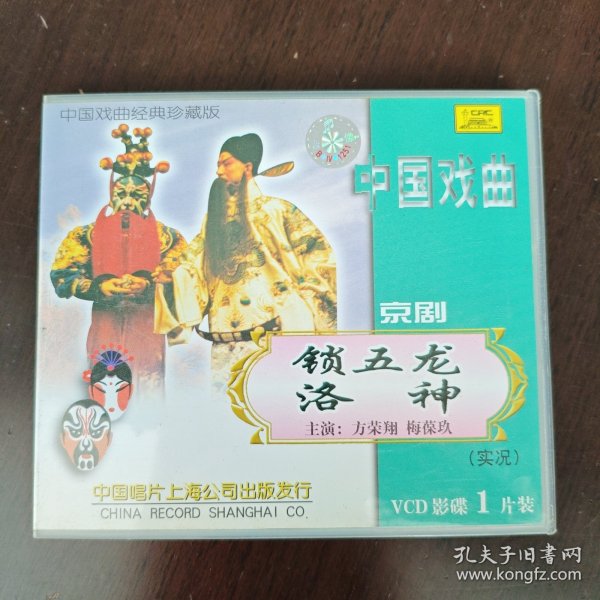 中国戏曲经典珍藏版
CRC
中国戏曲
京剧
锁五龙
洛神
主演：方荣翔 梅葆玖
（实况）
中国唱片上海公司出版发行
CHINA RECORD SHANGHAI CO.
VCD 影碟 1 片装
孔夫子旧书网
www.kongfz.com